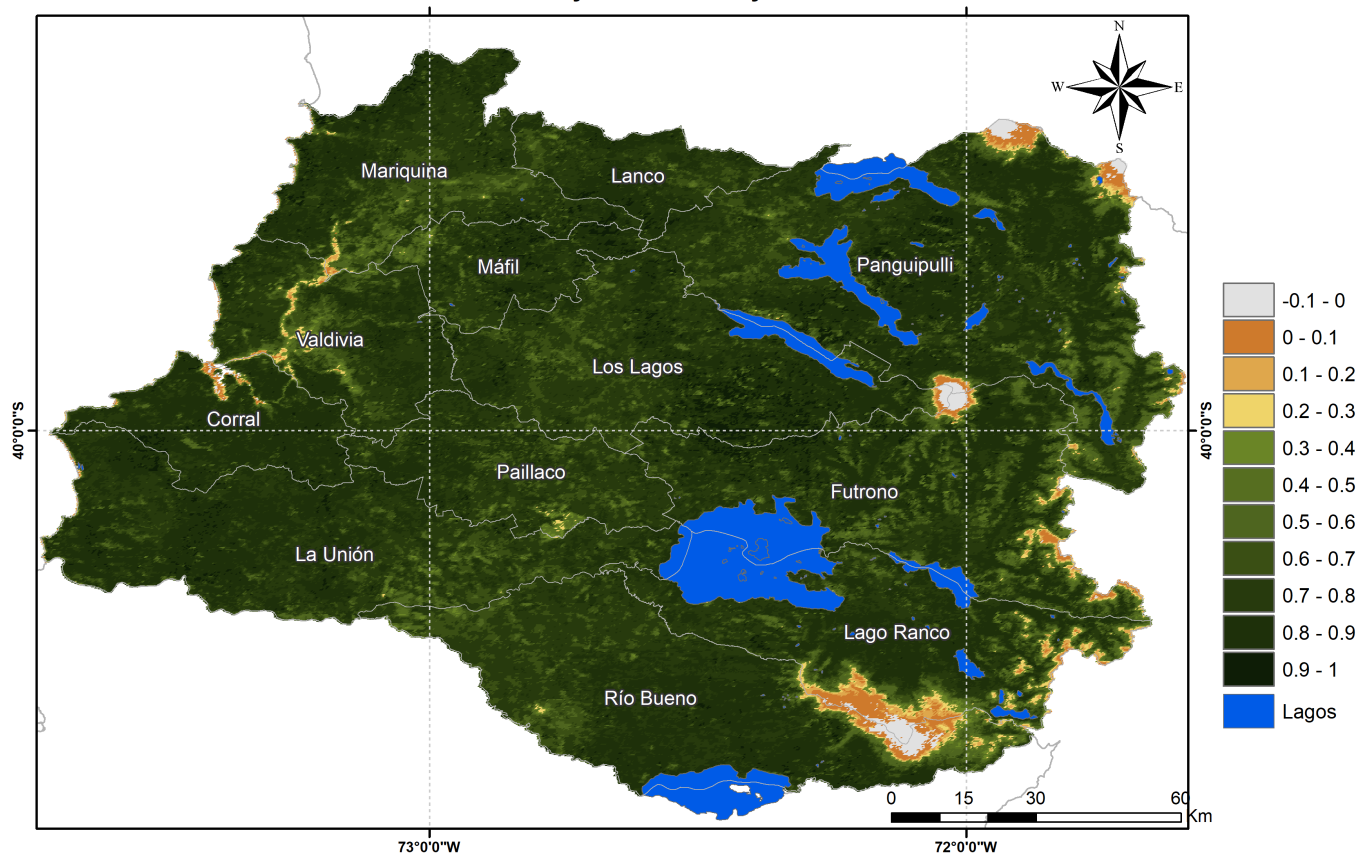 N
W
E
S
Mariquina
Lanco
Máfil
Panguipulli
Valdivia
Los Lagos
Corral
40°0'0"S
40°0'0"S
Paillaco
Futrono
La Unión
Lago Ranco
Río Bueno
-0.1 - 0
0 - 0.1
0.1 - 0.2
0.2 - 0.3
0.3 - 0.4
0.4 - 0.5
0.5 - 0.6
0.6 - 0.7
0.7 - 0.8
0.8 - 0.9
0.9 - 1
Lagos
0 15 30 60
Km
73°0'0"W
72°0'0"W